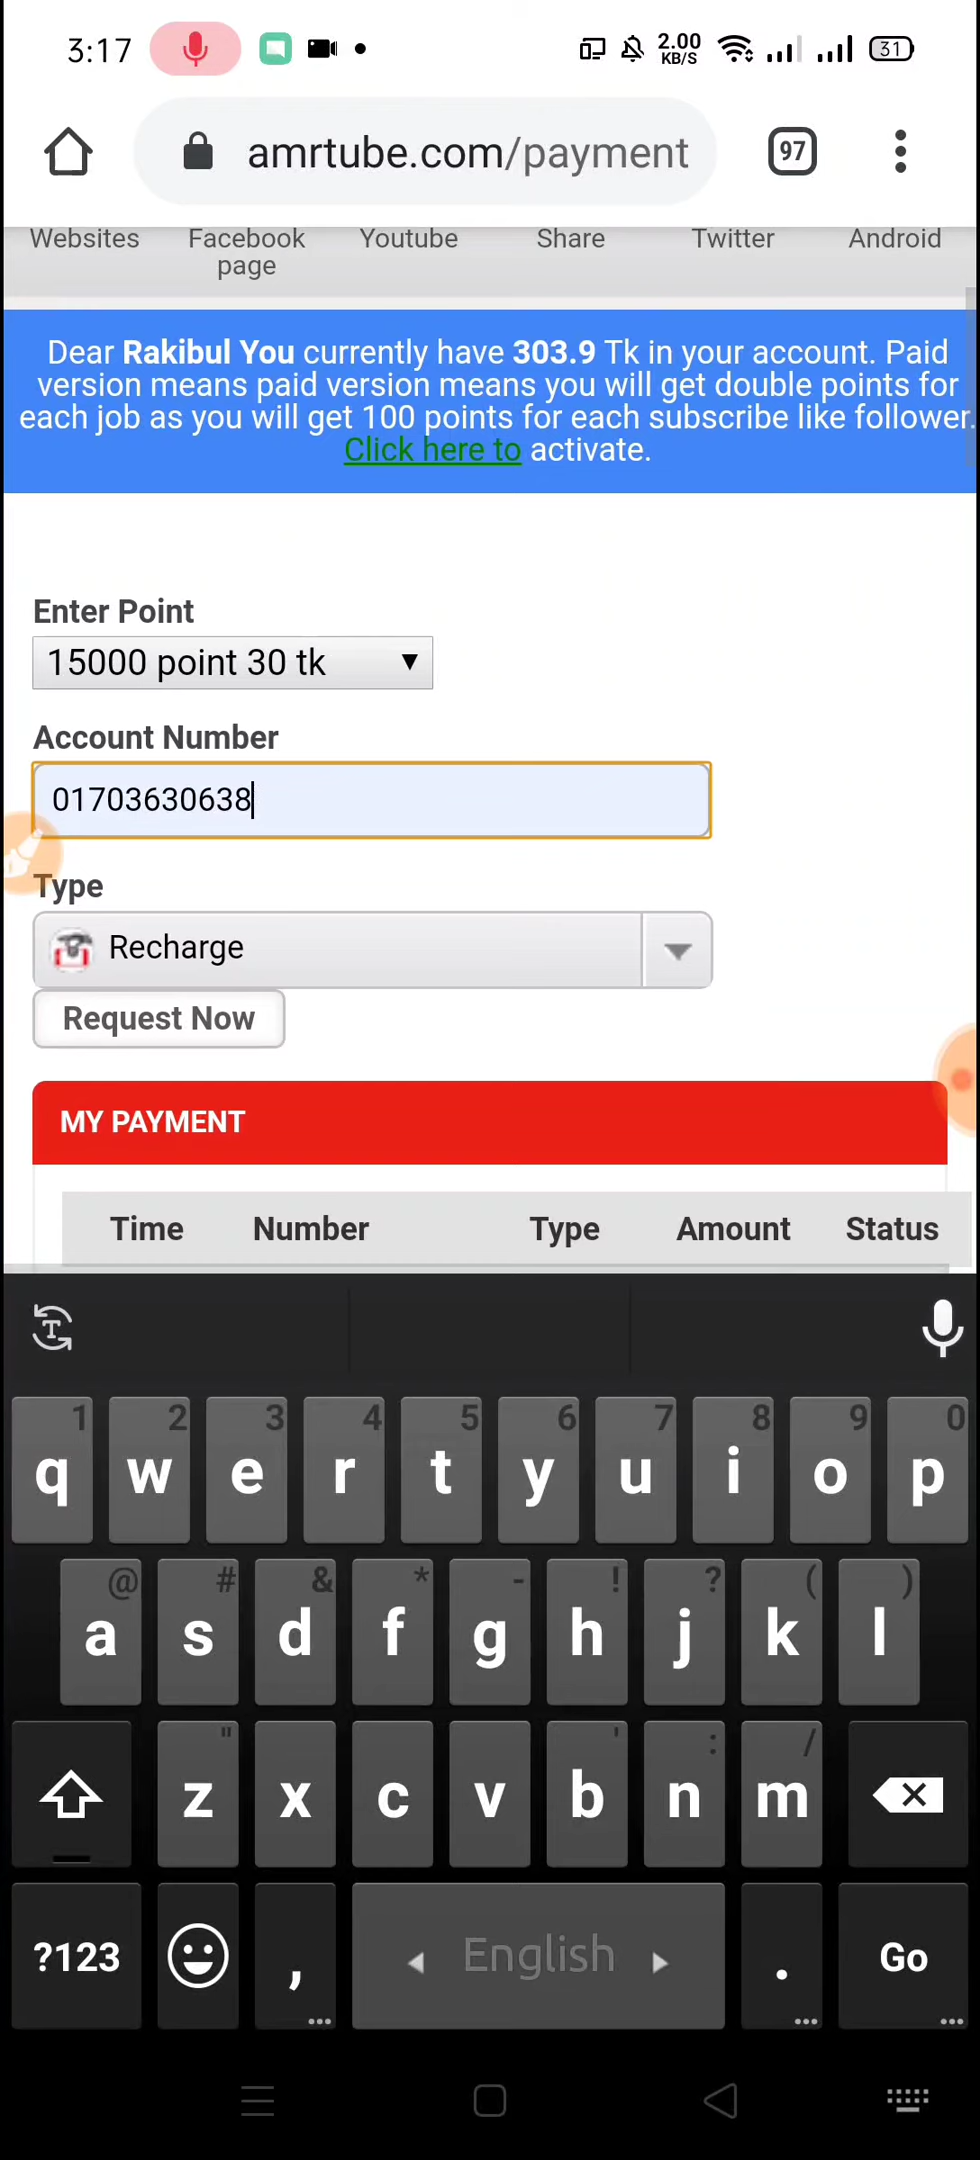 3:17
2.00
KB/S
31
amrtube.com/payment
97
Websites Facebook page Youtube Share Twitter Android
Dear Rakibul You currently have 303.9 Tk in your account. Paid
version means paid version means you will get double points for
each job as you will get 100 points for each subscribe like follower.
Click here to activate.
Enter Point
15000 point 30 tk
Account Number
01703630638
Type
Recharge
Request Now
MY PAYMENT
Time Number Type Amount Status
1 2 3 4 5 6 7 8 9 0
q w e r t y u i o p
@ # & * - ! ? ( )
a s d f g h j k l
" ' : /
z x c v b n m
?123 , English . Go